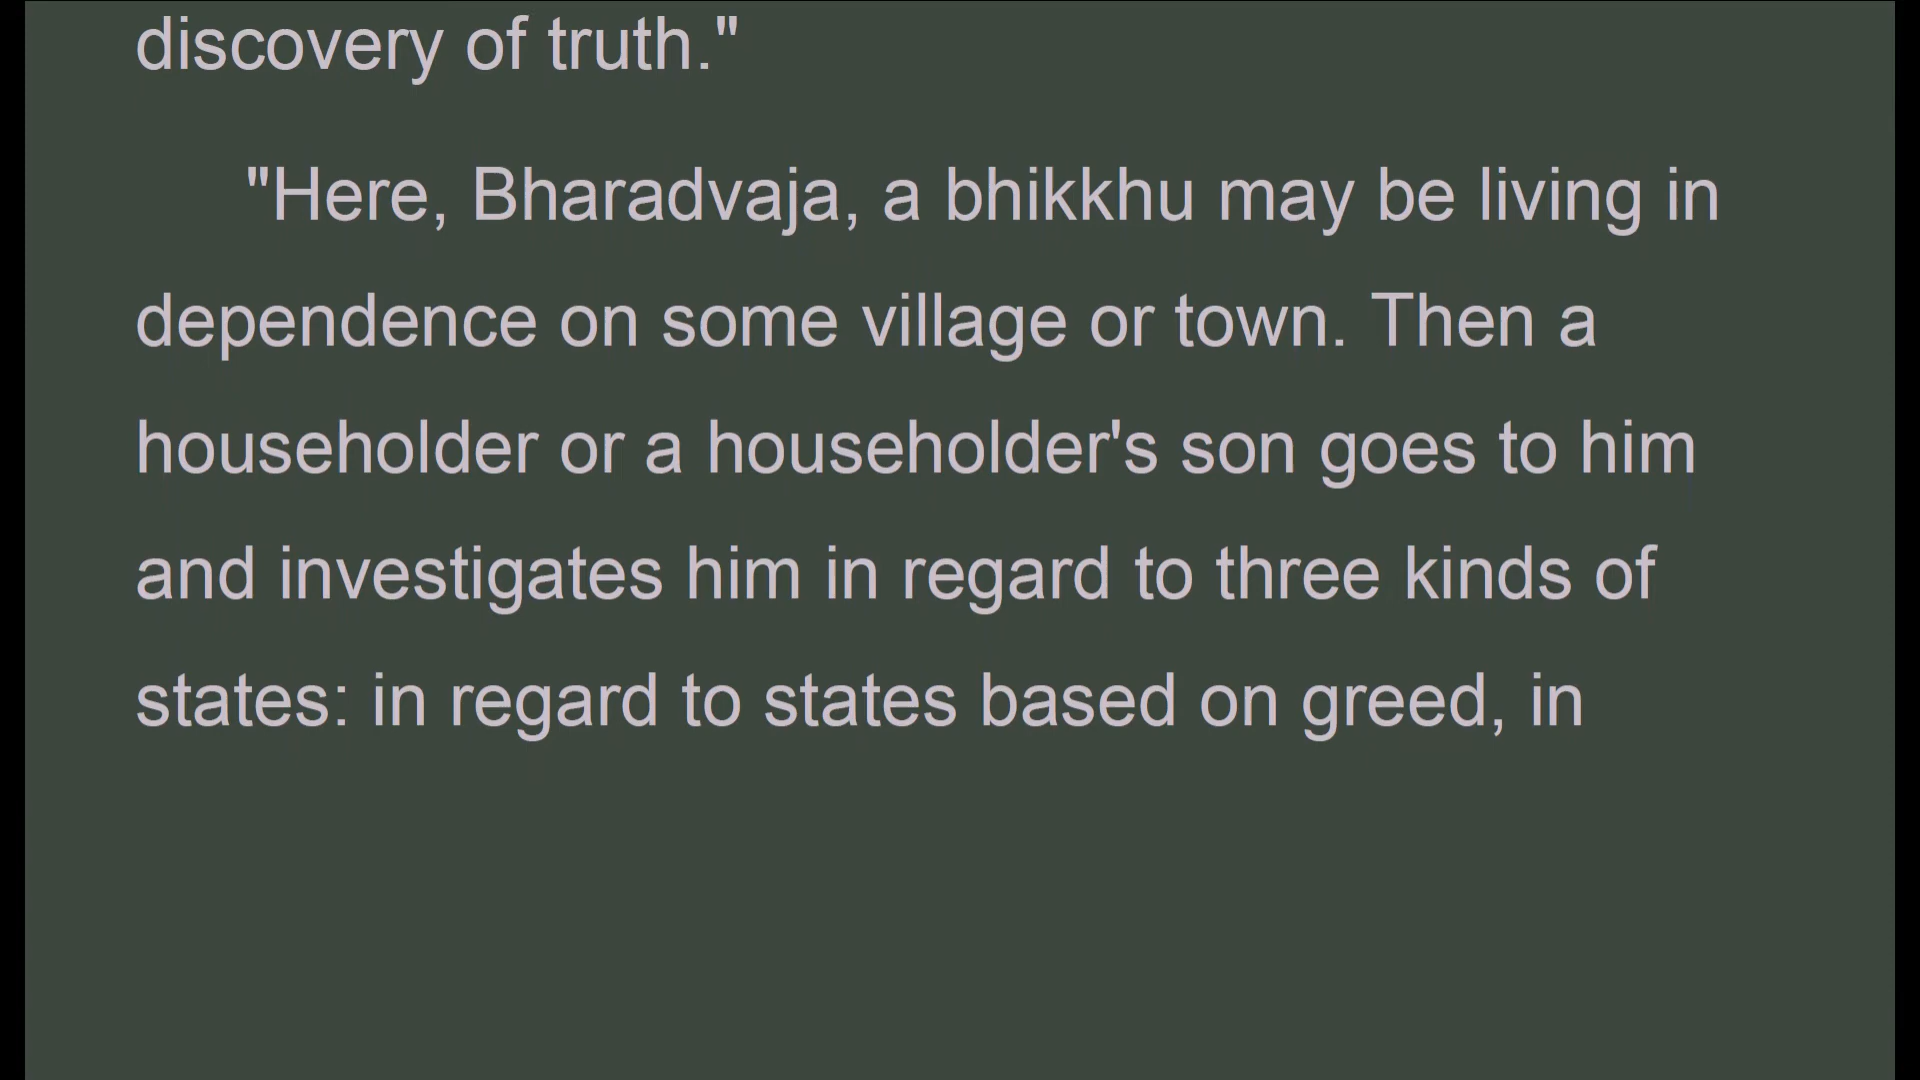 discovery of truth."
"Here, Bharadvaja, a bhikkhu may be living in
dependence on some village or town. Then a
householder or a householder's son goes to him
and investigates him in regard to three kinds of
states: in regard to states based on greed, in